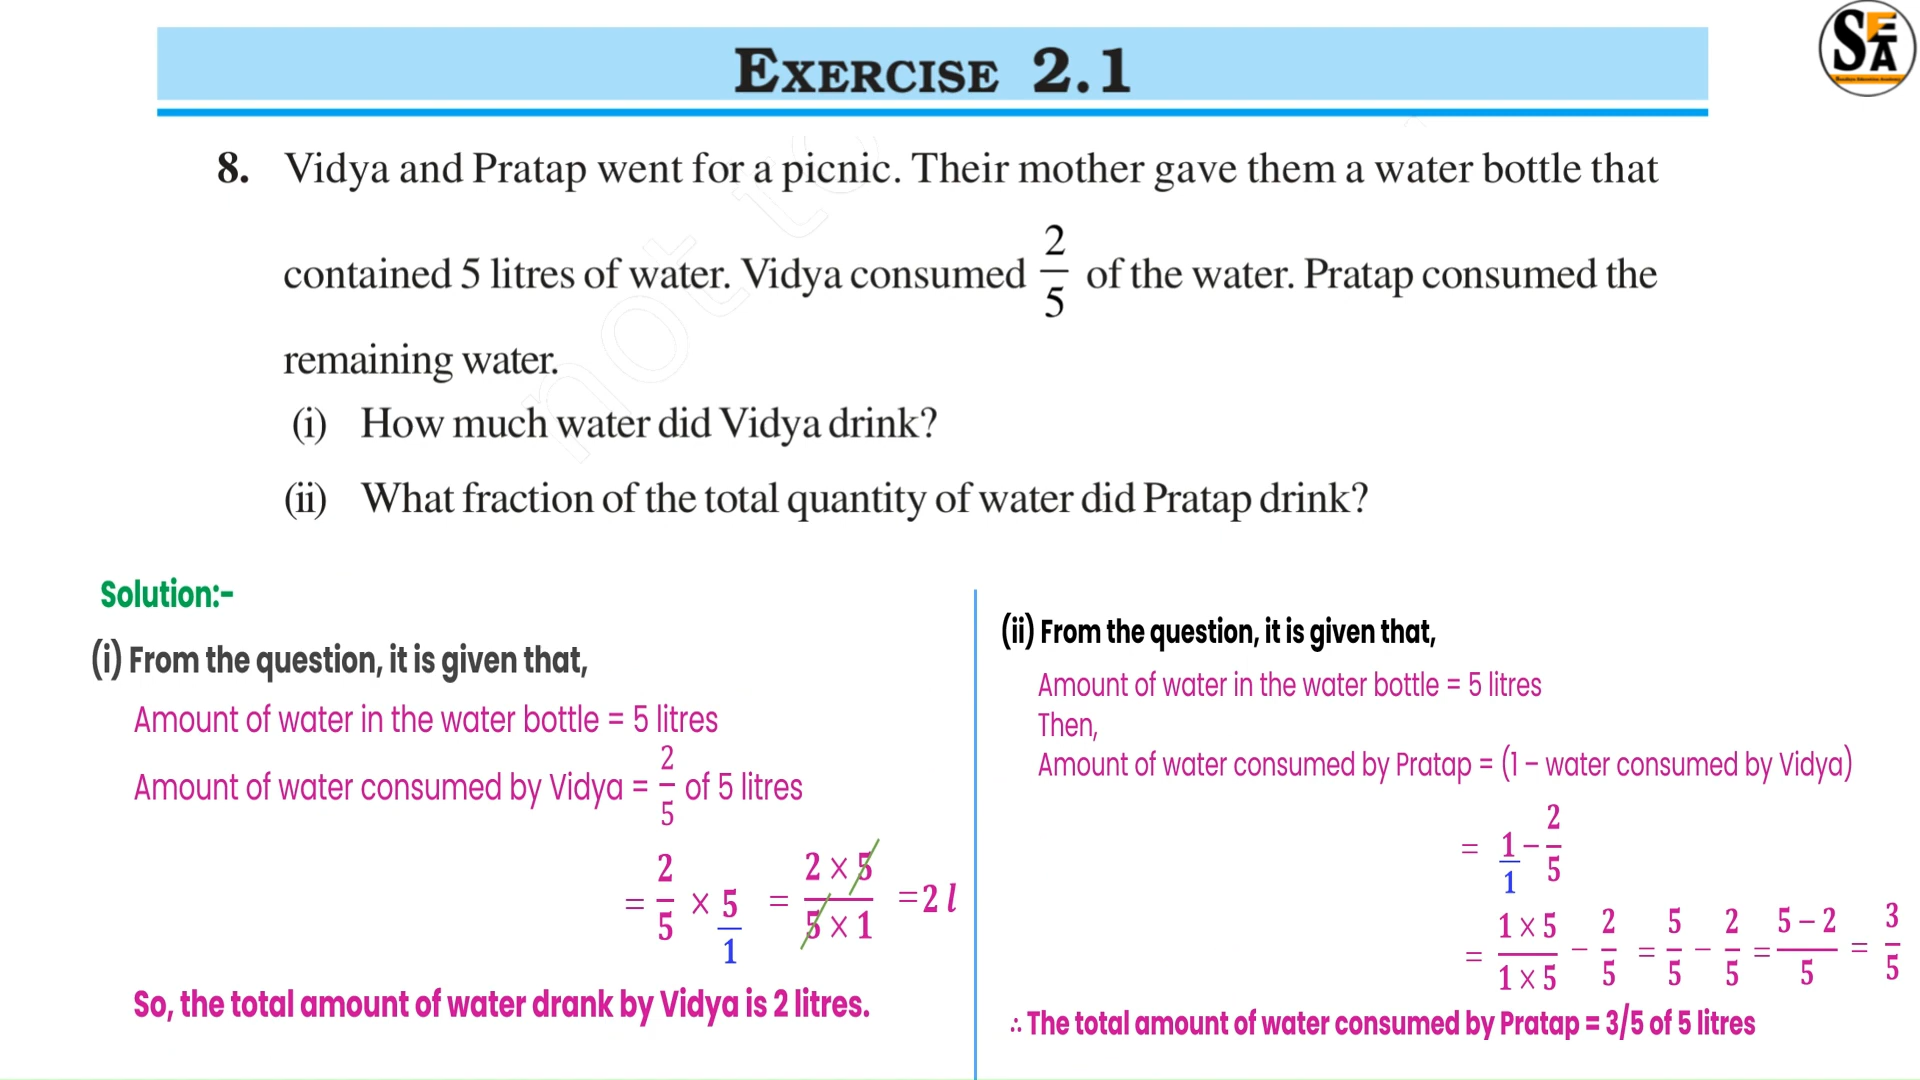 SEA
EXERCISE 2.1
8. Vidya and Pratap went for a picnic. Their mother gave them a water bottle that
contained 5 litres of water. Vidya consumed 2/5 of the water. Pratap consumed the
remaining water.
(i) How much water did Vidya drink?
(ii) What fraction of the total quantity of water did Pratap drink?
not to
Solution:-
(i) From the question, it is given that,
Amount of water in the water bottle = 5 litres
Amount of water consumed by Vidya = 2/5 of 5 litres
= 2/5 × 5/1 = 2 × 5 / 5 × 1 =2 l
So, the total amount of water drank by Vidya is 2 litres.
(ii) From the question, it is given that,
Amount of water in the water bottle = 5 litres
Then,
Amount of water consumed by Pratap = (1 – water consumed by Vidya)
= 1/1 – 2/5
= 1 × 5 / 1 × 5 – 2/5 = 5/5 – 2/5 = 5 – 2 / 5 = 3/5
∴ The total amount of water consumed by Pratap = 3/5 of 5 litres